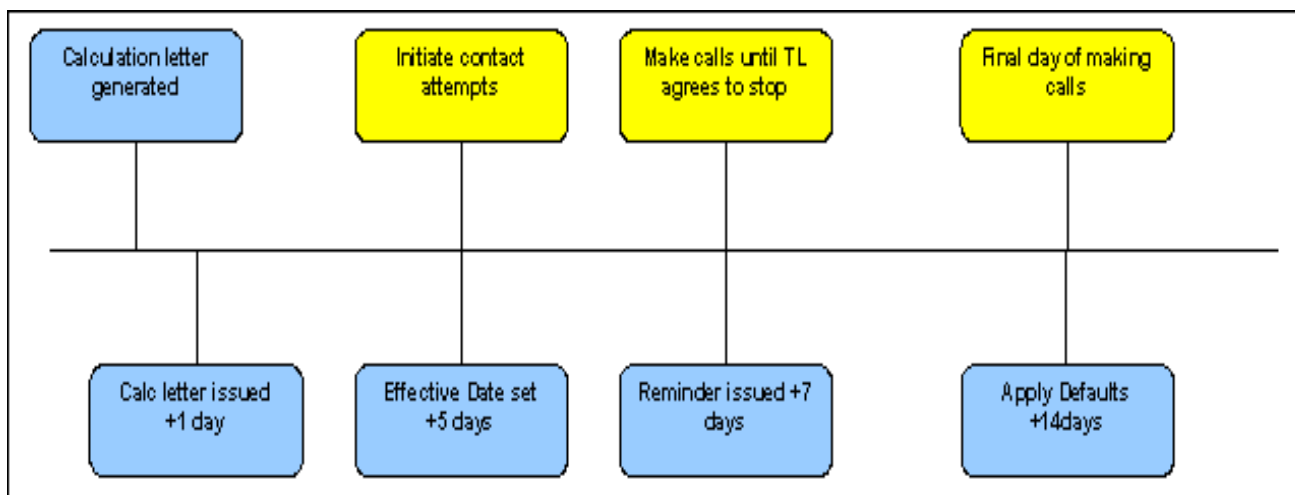 Calculation letter
generated
Initiate contact
attempts
Make calls until TL
agrees to stop
Final day of making
calls
Calc letter issued
+1 day
Effective Date set
+5 days
Reminder issued +7
days
Apply Defaults
+14days